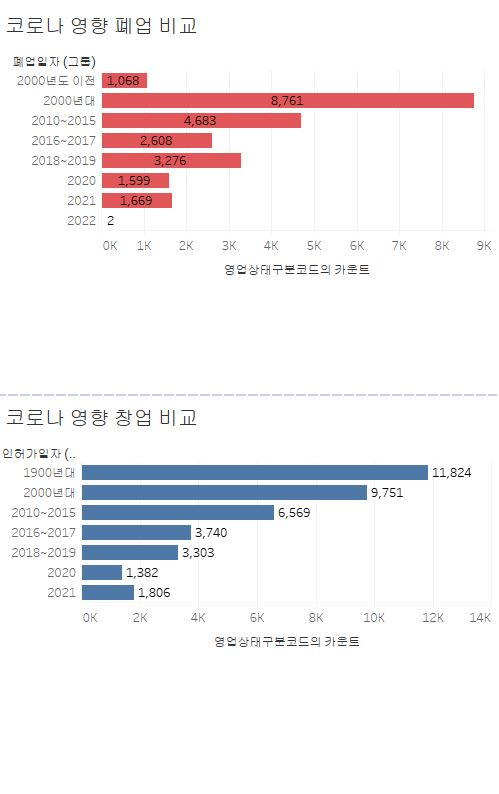 코로나 영향 폐업 비교
폐업일자 (그룹)
2000년도 이전 1,068
2000년대 8,761
2010~2015 4,683
2016~2017 2,608
2018~2019 3,276
2020 1,599
2021 1,669
2022 2
0K 1K 2K 3K 4K 5K 6K 7K 8K 9K
영업상태구분코드의 카운트
코로나 영향 창업 비교
인허가일자 (..
1900년대 11,824
2000년대 9,751
2010~2015 6,569
2016~2017 3,740
2018~2019 3,303
2020 1,382
2021 1,806
0K 2K 4K 6K 8K 10K 12K 14K
영업상태구분코드의 카운트